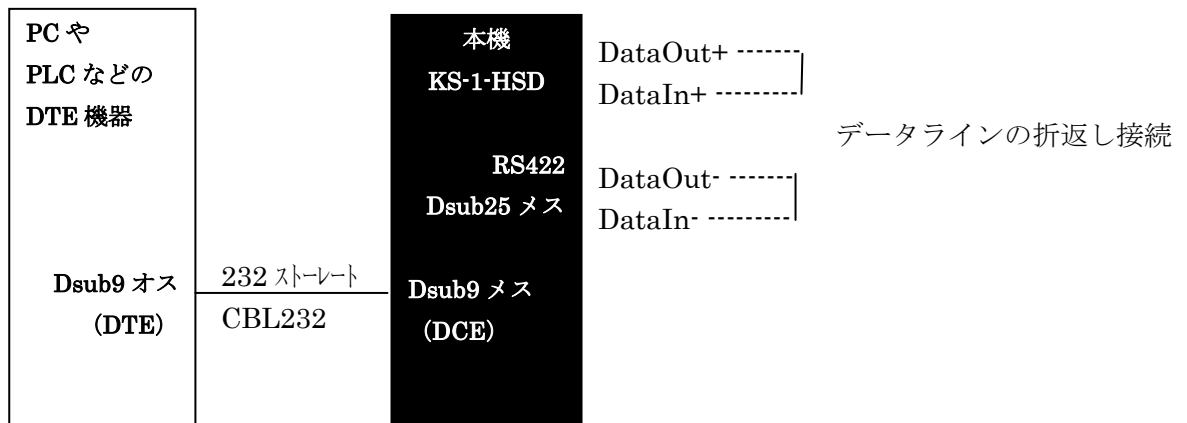 PC や
PLC などの
DTE 機器
Dsub9 オス
(DTE)
232 ストーレート
CBL232
本機
KS-1-HSD
RS422
Dsub25 メス
Dsub9 メス
(DCE)
DataOut+
DataIn+
DataOut-
DataIn-
データラインの折返し接続